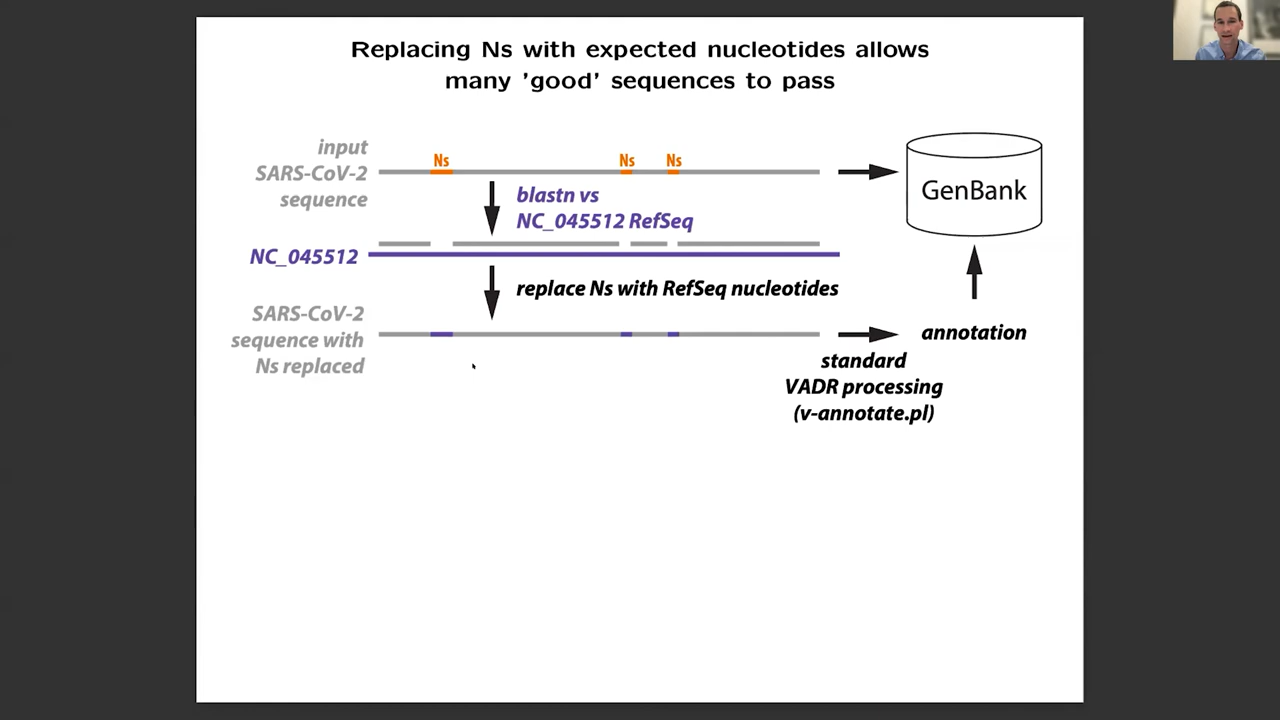 Replacing Ns with expected nucleotides allows
many 'good' sequences to pass
input
SARS-CoV-2
sequence
Ns
Ns
Ns
GenBank
blastn vs
NC_045512 RefSeq
NC_045512
replace Ns with RefSeq nucleotides
SARS-CoV-2
sequence with
Ns replaced
annotation
standard
VADR processing
(v-annotate.pl)